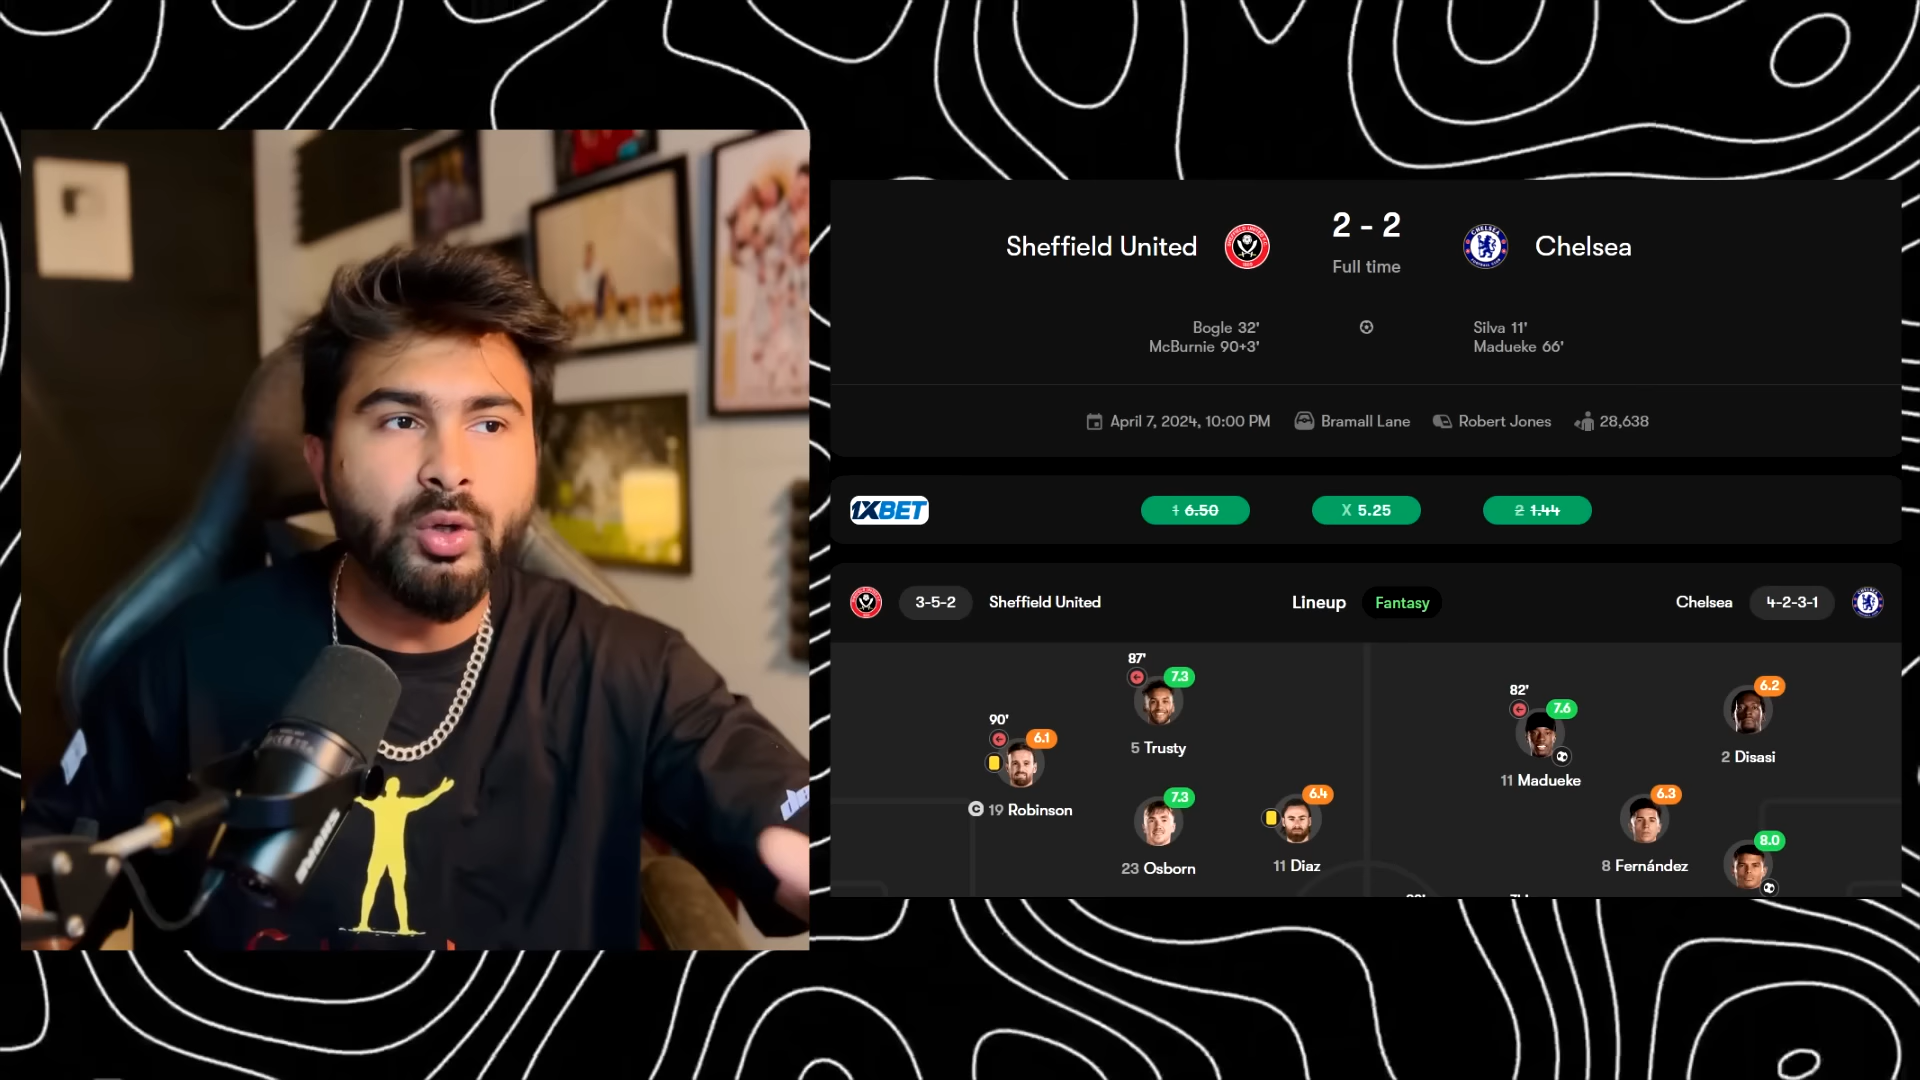 Sheffield United
2 - 2
Full time
Chelsea
Bogle 32'
McBurnie 90+3'
Silva 11'
Madueke 66'
April 7, 2024, 10:00 PM
Bramall Lane
Robert Jones
28,638
1XBET
1 6.50
X 5.25
2 1.44
3-5-2
Sheffield United
Lineup
Fantasy
Chelsea
4-2-3-1
87'
7.3
5 Trusty
90'
6.1
C 19 Robinson
7.3
23 Osborn
6.4
11 Diaz
82'
7.6
11 Madueke
6.2
2 Disasi
6.3
8 Fernández
8.0
SHURE
CHELSEA